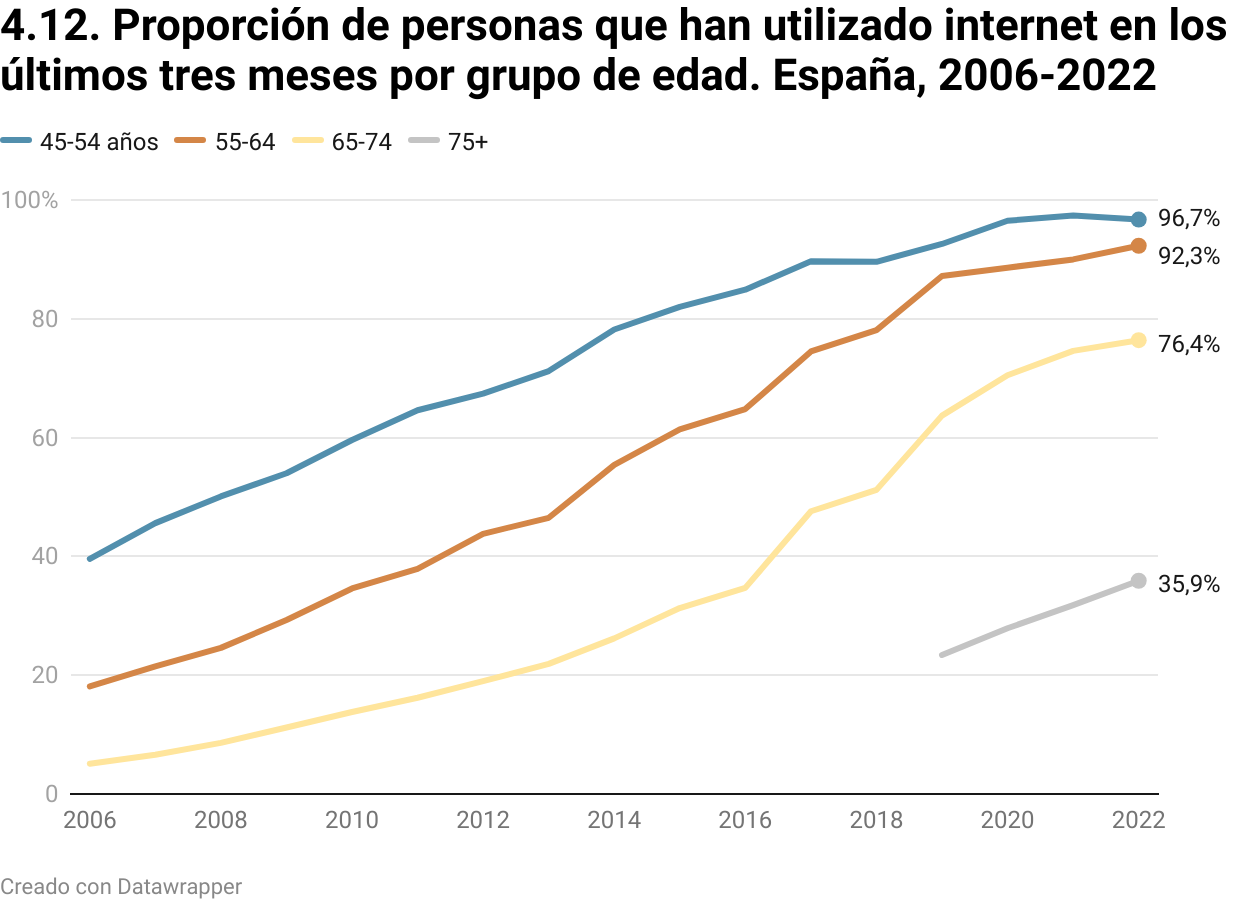 4.12. Proporción de personas que han utilizado internet en los
últimos tres meses por grupo de edad. España, 2006-2022
45-54 años 55-64 65-74 75+
100%
96,7%
92,3%
80
76,4%
60
40
35,9%
20
0
2006 2008 2010 2012 2014 2016 2018 2020 2022
Creado con Datawrapper